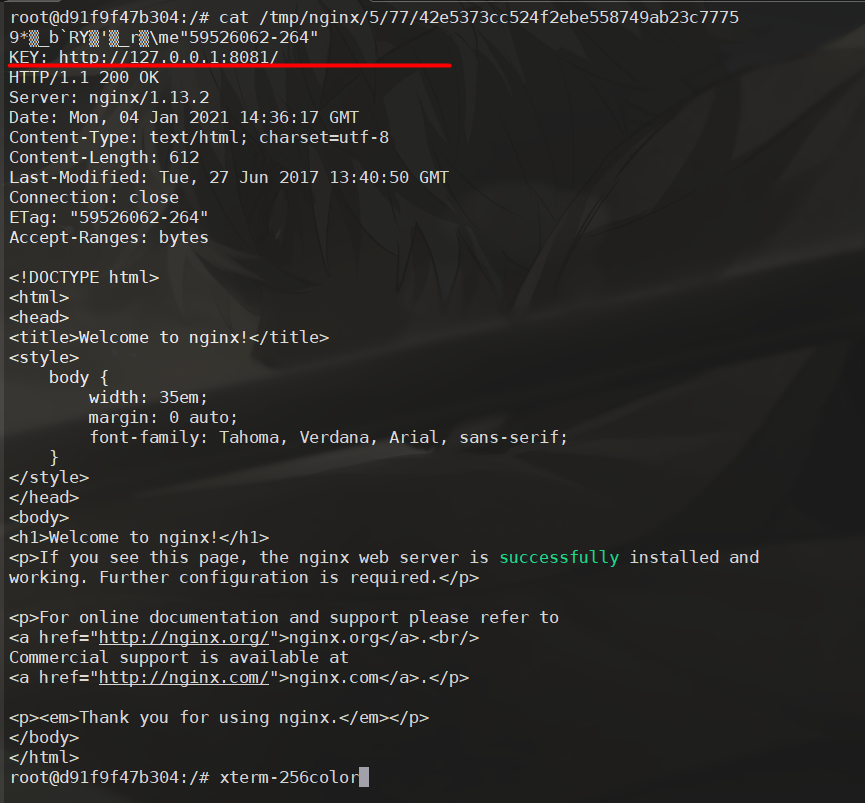 root@d91f9f47b304:/# cat /tmp/nginx/5/77/42e5373cc524f2ebe558749ab23c7775
9*▒_b`RY▒'▒_r▒\me"59526062-264"
KEY: http://127.0.0.1:8081/
HTTP/1.1 200 OK
Server: nginx/1.13.2
Date: Mon, 04 Jan 2021 14:36:17 GMT
Content-Type: text/html; charset=utf-8
Content-Length: 612
Last-Modified: Tue, 27 Jun 2017 13:40:50 GMT
Connection: close
ETag: "59526062-264"
Accept-Ranges: bytes

<!DOCTYPE html>
<html>
<head>
<title>Welcome to nginx!</title>
<style>
    body {
        width: 35em;
        margin: 0 auto;
        font-family: Tahoma, Verdana, Arial, sans-serif;
    }
</style>
</head>
<body>
<h1>Welcome to nginx!</h1>
<p>If you see this page, the nginx web server is successfully installed and
working. Further configuration is required.</p>

<p>For online documentation and support please refer to
<a href="http://nginx.org/">nginx.org</a>.<br/>
Commercial support is available at
<a href="http://nginx.com/">nginx.com</a>.</p>

<p><em>Thank you for using nginx.</em></p>
</body>
</html>
root@d91f9f47b304:/# xterm-256color